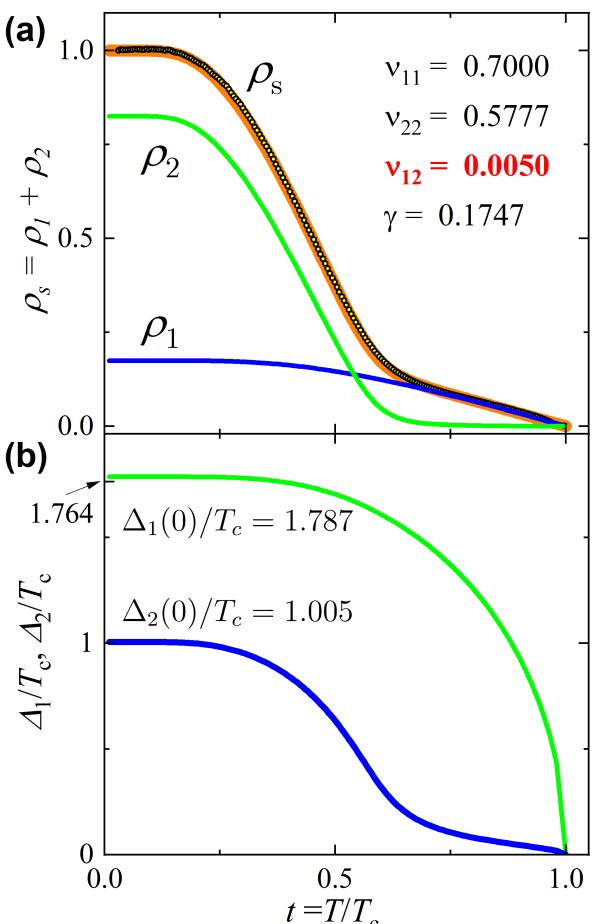 (a)
1.0
0.5
0.0
ρs = ρ1 + ρ2
ρs
ρ2
ρ1
ν11 = 0.7000
ν22 = 0.5777
ν12 = 0.0050
γ = 0.1747
(b)
1.764
1
0
Δ1/Tc, Δ2/Tc
Δ1(0)/Tc = 1.787
Δ2(0)/Tc = 1.005
0.0 0.5 1.0
t =T/Tc